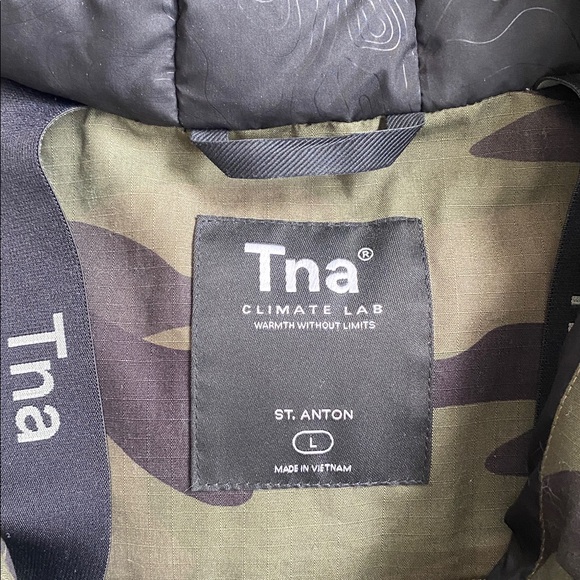 Tna®
CLIMATE LAB
WARMTH WITHOUT LIMITS
ST. ANTON
L
MADE IN VIETNAM
Tna